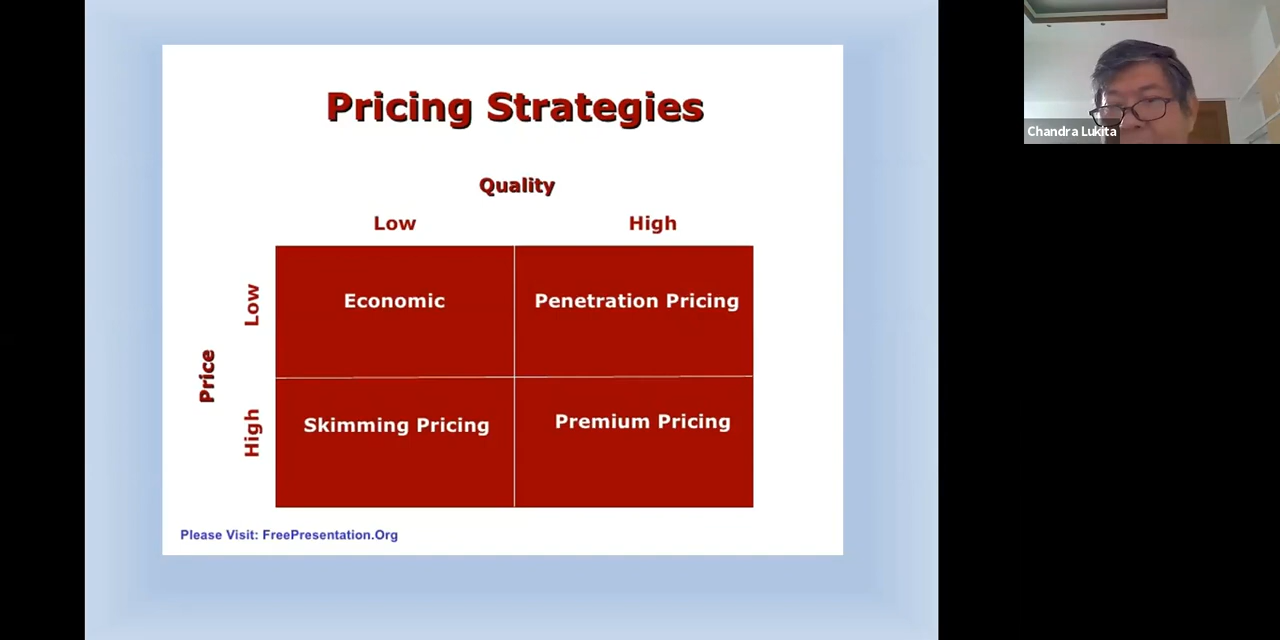 Pricing Strategies
Quality
Low High
Low
Economic Penetration Pricing
Price
High
Skimming Pricing Premium Pricing
Please Visit: FreePresentation.Org
Chandra Lukita